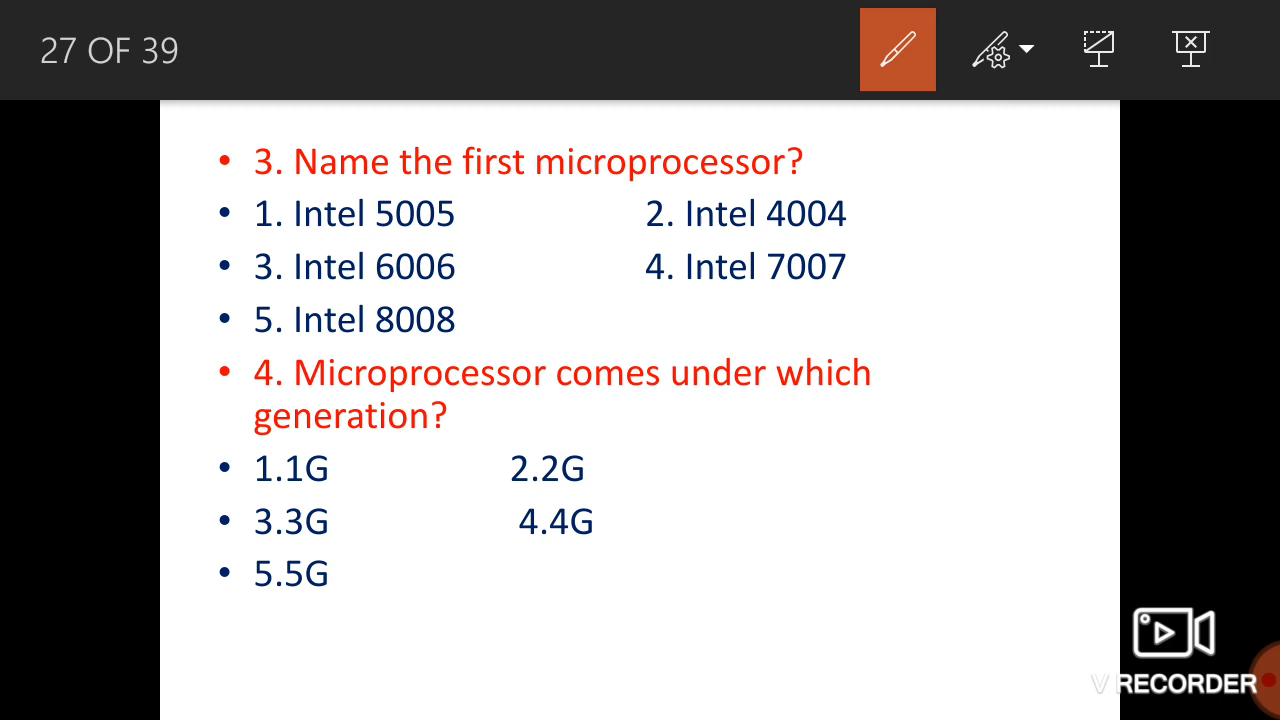 27 OF 39
• 3. Name the first microprocessor?
• 1. Intel 5005 2. Intel 4004
• 3. Intel 6006 4. Intel 7007
• 5. Intel 8008
• 4. Microprocessor comes under which
generation?
• 1.1G 2.2G
• 3.3G 4.4G
• 5.5G
V RECORDER